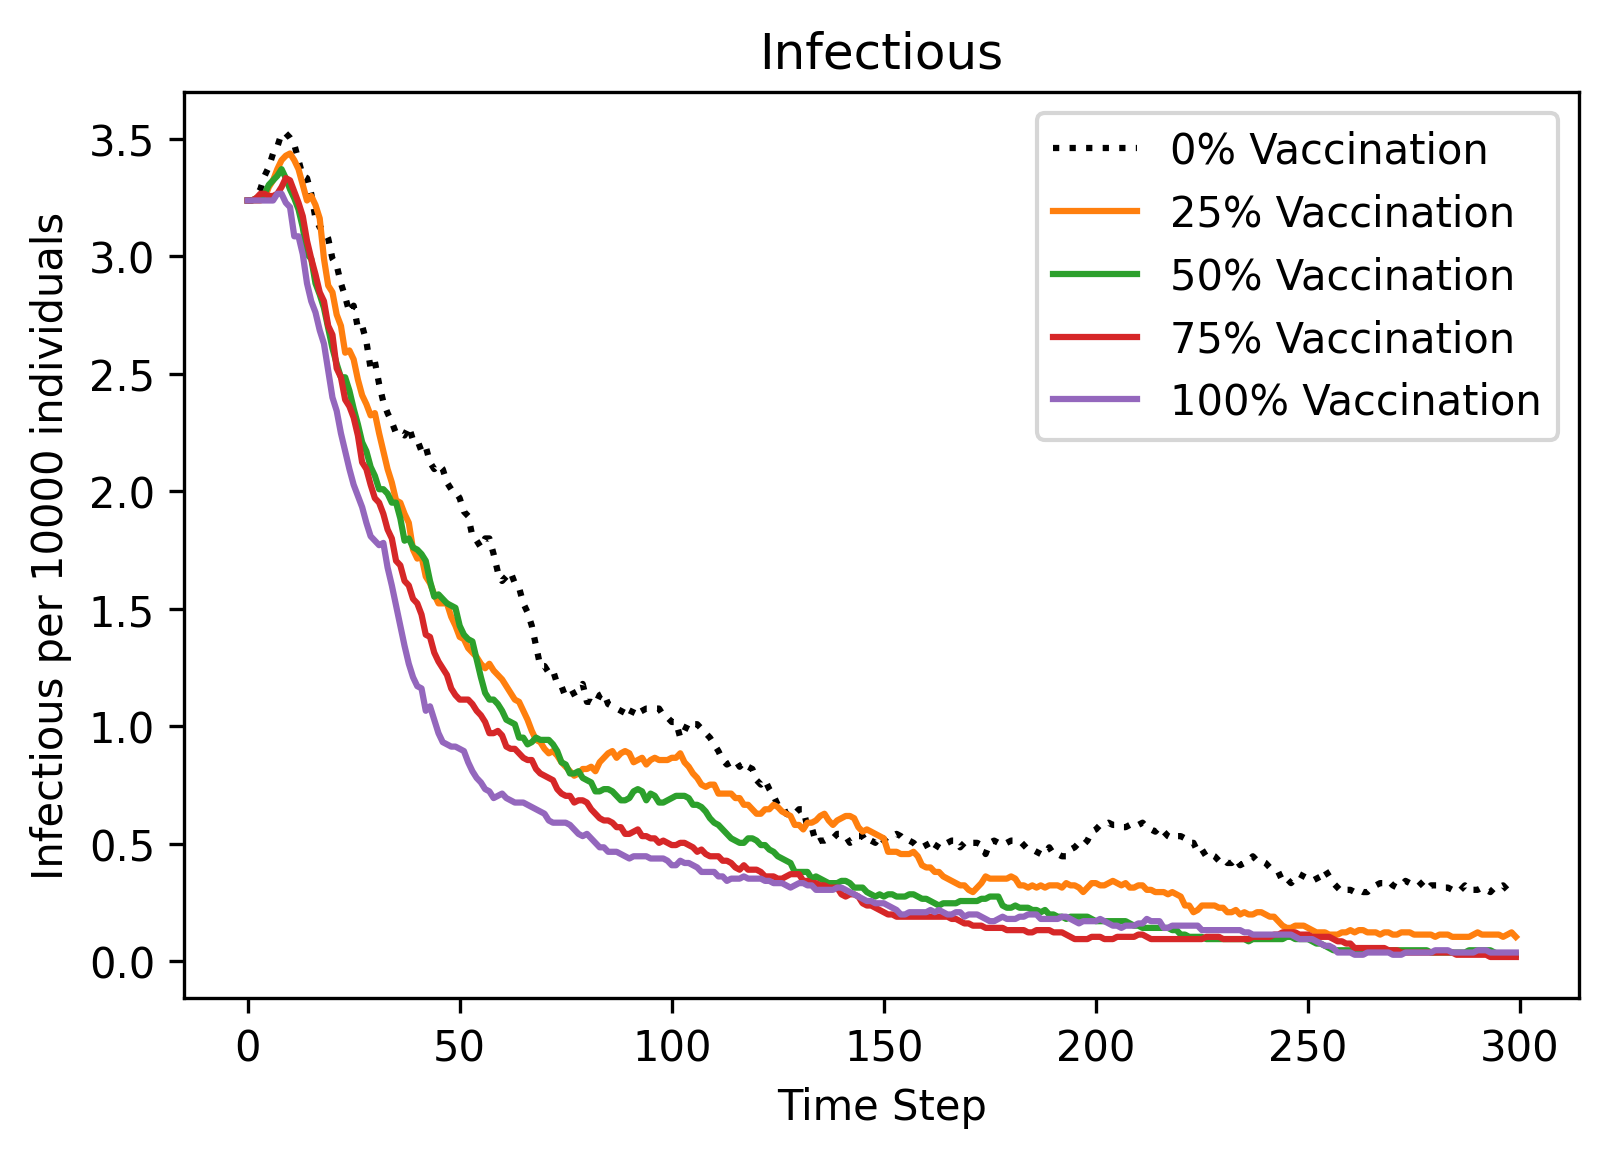 Infectious
Infectious per 10000 individuals
3.5
3.0
2.5
2.0
1.5
1.0
0.5
0.0
0% Vaccination
25% Vaccination
50% Vaccination
75% Vaccination
100% Vaccination
0 50 100 150 200 250 300
Time Step